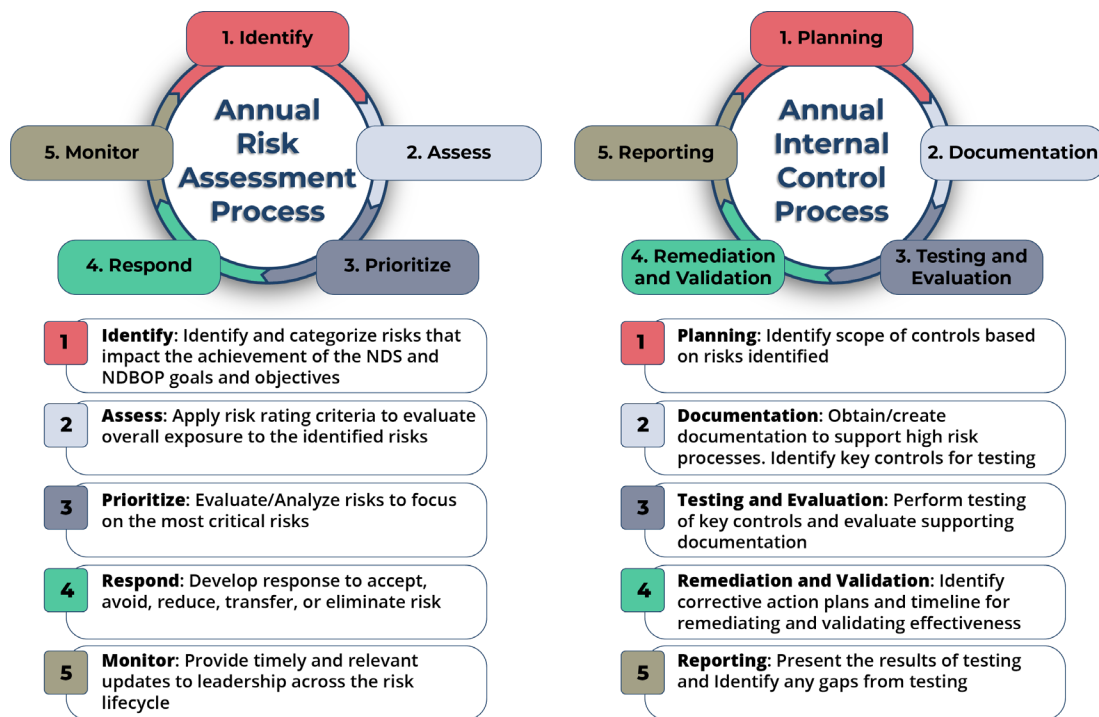 1. Identify
Annual
Risk
Assessment
Process
5. Monitor
2. Assess
4. Respond
3. Prioritize
1 Identify: Identify and categorize risks that
impact the achievement of the NDS and
NDBOP goals and objectives
2 Assess: Apply risk rating criteria to evaluate
overall exposure to the identified risks
3 Prioritize: Evaluate/Analyze risks to focus
on the most critical risks
4 Respond: Develop response to accept,
avoid, reduce, transfer, or eliminate risk
5 Monitor: Provide timely and relevant
updates to leadership across the risk
lifecycle
1. Planning
Annual
Internal
Control
Process
5. Reporting
2. Documentation
4. Remediation
and Validation
3. Testing and
Evaluation
1 Planning: Identify scope of controls based
on risks identified
2 Documentation: Obtain/create
documentation to support high risk
processes. Identify key controls for testing
3 Testing and Evaluation: Perform testing
of key controls and evaluate supporting
documentation
4 Remediation and Validation: Identify
corrective action plans and timeline for
remediating and validating effectiveness
5 Reporting: Present the results of testing
and Identify any gaps from testing